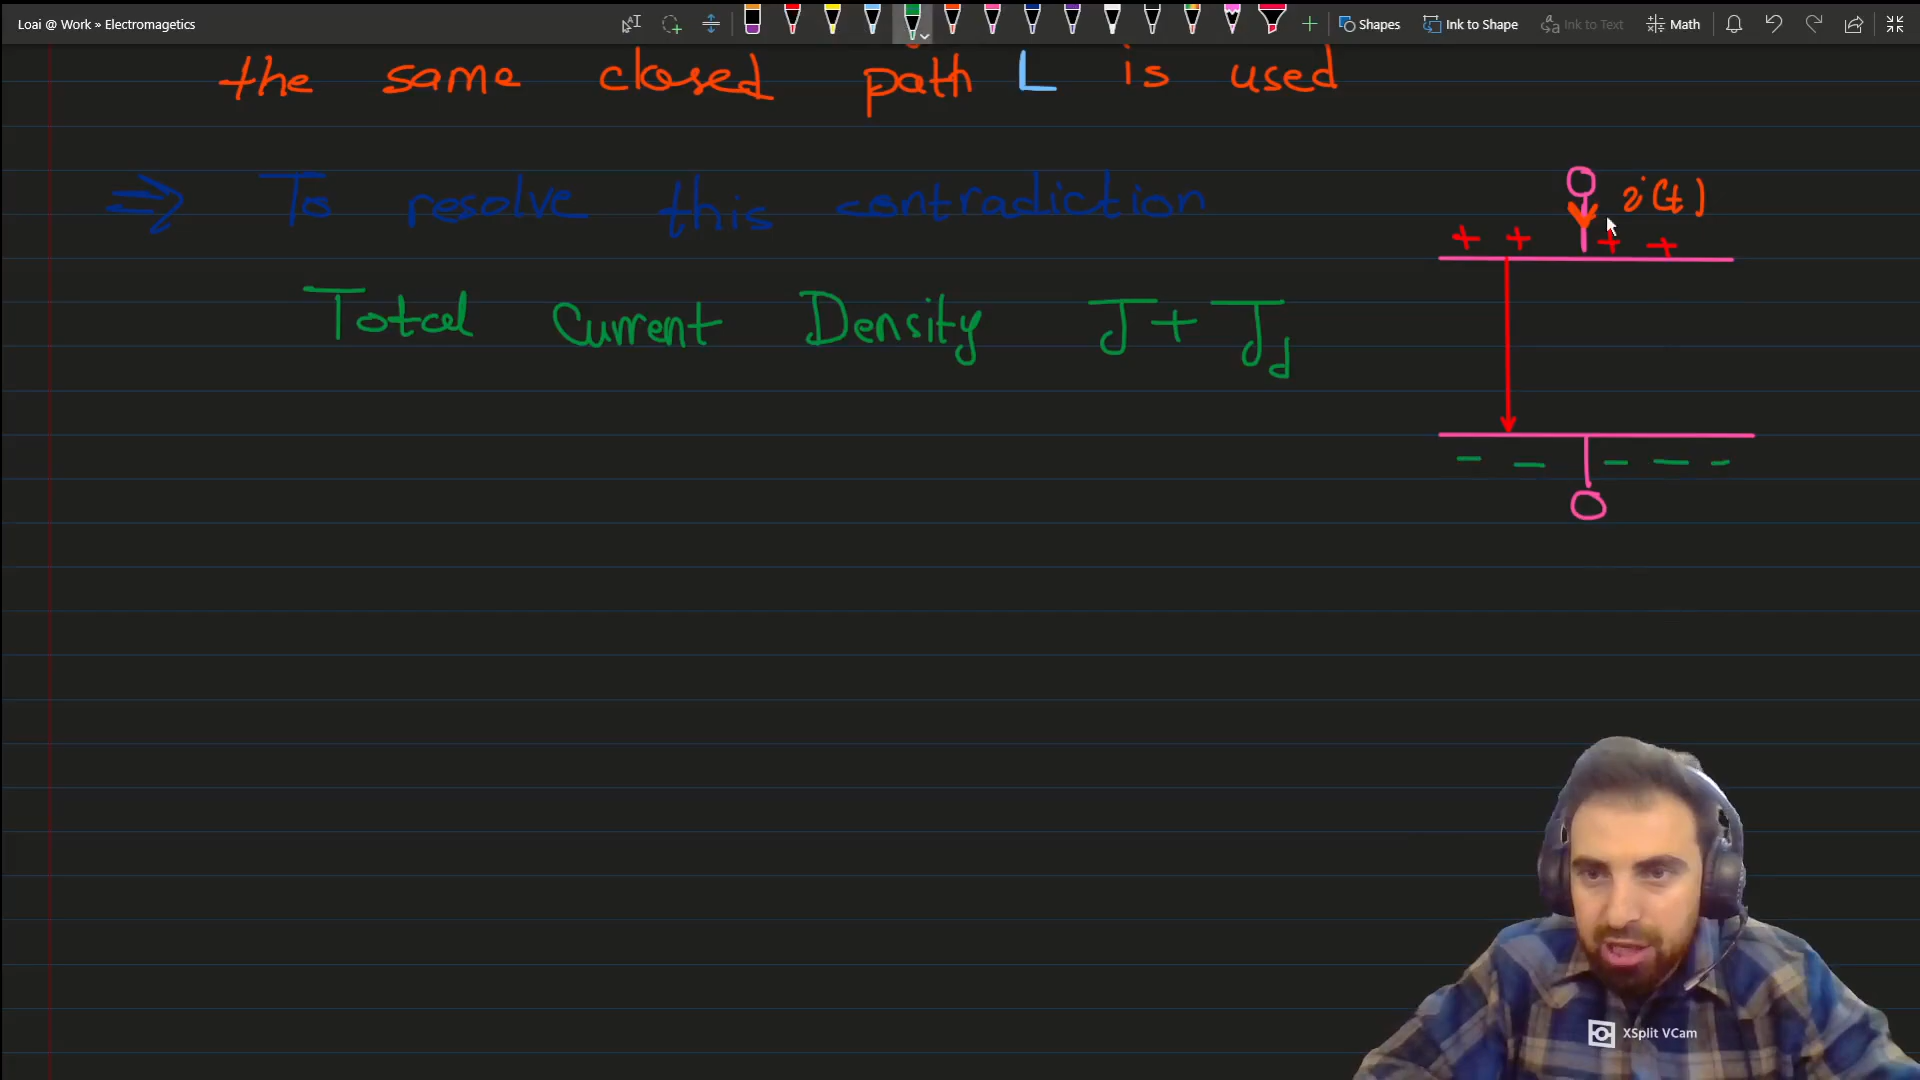 Loai @ Work » Electromagetics
Shapes
Ink to Shape
Ink to Text
Math
the same closed path L is used
⇒ To resolve this contradiction
i(t)
+ + + +
Total Current Density J + J_d
− − − − −
XSplit VCam